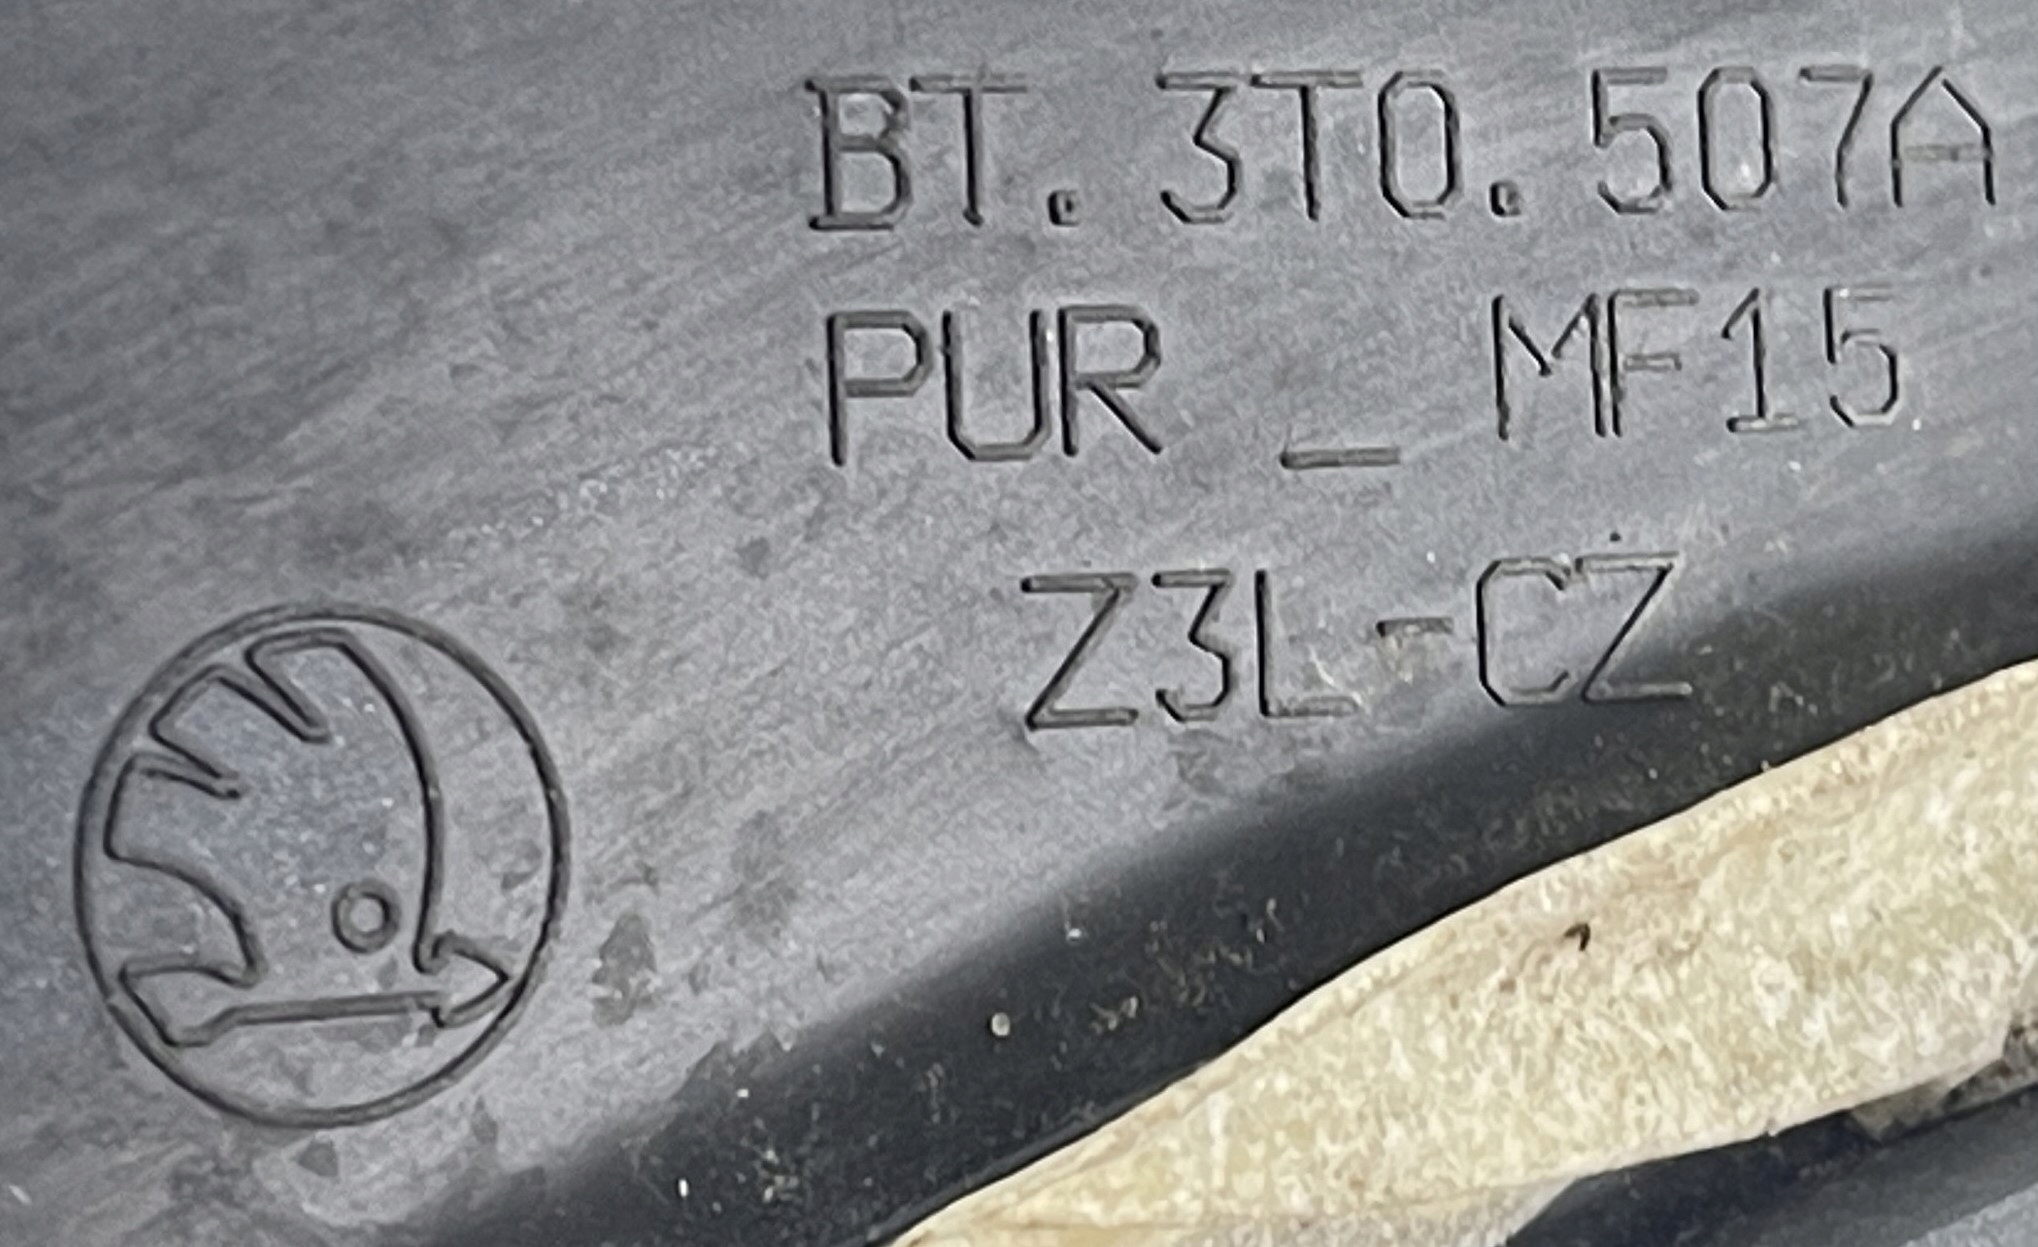 BT.3T0.507A
PUR _ MF15
Z3L-CZ